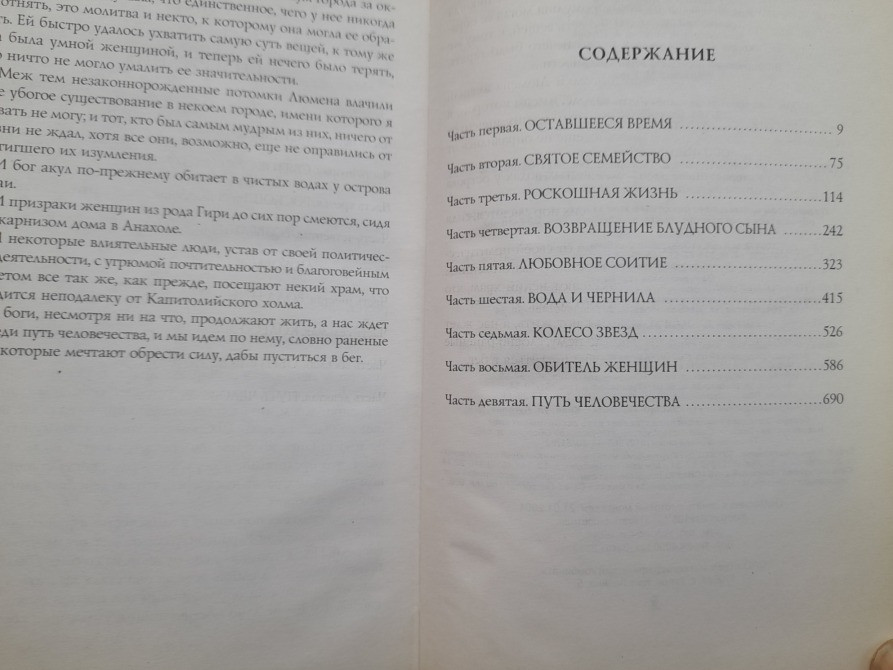 что единственное, чего у нее никогда
отнять, это молитва и некто, к которому она могла ее обра-
ть. Ей быстро удалось ухватить самую суть вещей, к тому же
была умной женщиной, и теперь ей нечего было терять,
ничто не могло умалить ее значительности.
Меж тем незаконнорожденные потомки Люмена влачили
е убогое существование в некоем городе, имени которого я
вать не могу; и тот, кто был самым мудрым из них, ничего от
зни не ждал, хотя все они, возможно, еще не оправились от
тигшего их изумления.
И бог акул по-прежнему обитает в чистых водах у острова
аи.
И призраки женщин из рода Гири до сих пор смеются, сидя
карнизом дома в Анахоле.
И некоторые влиятельные люди, устав от своей политичес-
деятельности, с угрюмой почтительностью и благоговейным
етом все так же, как прежде, посещают некий храм, что
дится неподалеку от Капитолийского холма.
боги, несмотря ни на что, продолжают жить, а нас ждет
еди путь человечества, и мы идем по нему, словно раненые
которые мечтают обрести силу, дабы пуститься в бег.
СОДЕРЖАНИЕ
Часть первая. ОСТАВШЕЕСЯ ВРЕМЯ ........................ 9
Часть вторая. СВЯТОЕ СЕМЕЙСТВО ........................ 75
Часть третья. РОСКОШНАЯ ЖИЗНЬ ........................ 114
Часть четвертая. ВОЗВРАЩЕНИЕ БЛУДНОГО СЫНА ....... 242
Часть пятая. ЛЮБОВНОЕ СОИТИЕ ........................ 323
Часть шестая. ВОДА И ЧЕРНИЛА ........................ 415
Часть седьмая. КОЛЕСО ЗВЕЗД ........................ 526
Часть восьмая. ОБИТЕЛЬ ЖЕНЩИН ........................ 586
Часть девятая. ПУТЬ ЧЕЛОВЕЧЕСТВА ........................ 690